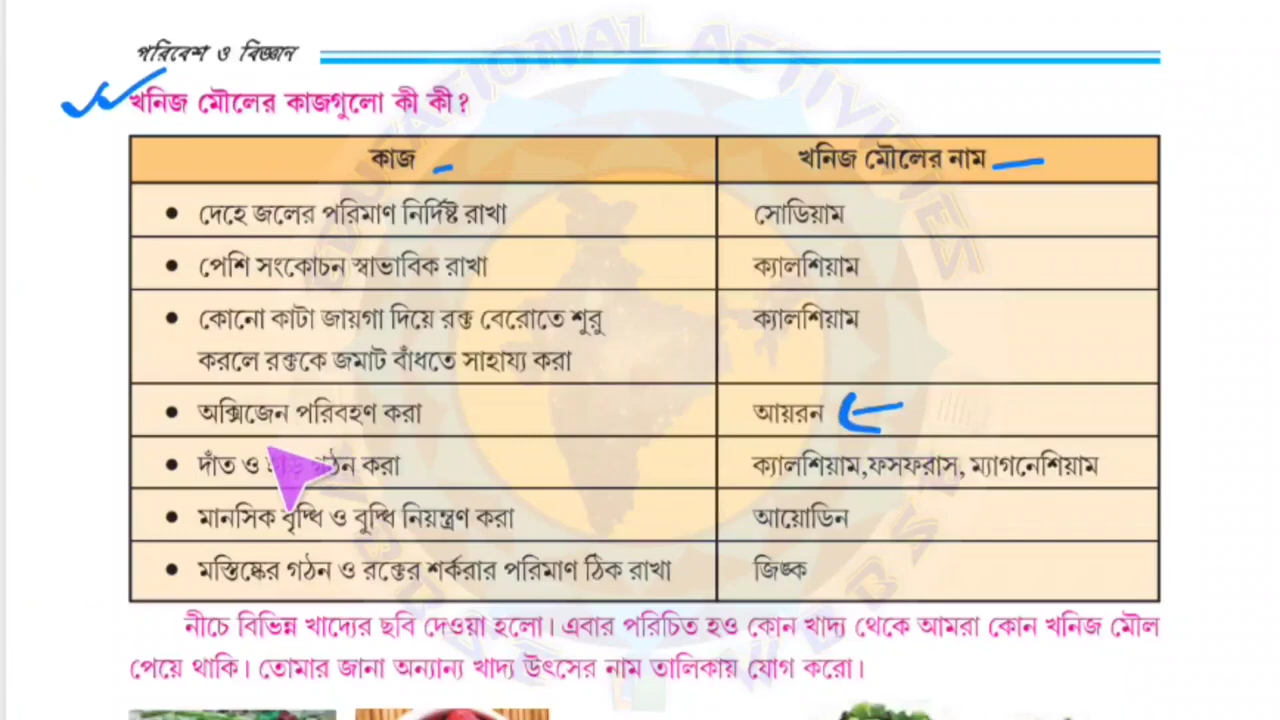 পরিবেশ ও বিজ্ঞান
খনিজ মৌলের কাজগুলো কী কী?
কাজ খনিজ মৌলের নাম
• দেহে জলের পরিমাণ নির্দিষ্ট রাখা সোডিয়াম
• পেশি সংকোচন স্বাভাবিক রাখা ক্যালশিয়াম
• কোনো কাটা জায়গা দিয়ে রক্ত বেরোতে শুরু ক্যালশিয়াম
করলে রক্তকে জমাট বাঁধতে সাহায্য করা
• অক্সিজেন পরিবহণ করা আয়রন
• দাঁত ও গঠন করা ক্যালশিয়াম,ফসফরাস, ম্যাগনেশিয়াম
• মানসিক বৃদ্ধি ও বুদ্ধি নিয়ন্ত্রণ করা আয়োডিন
• মস্তিষ্কের গঠন ও রক্তের শর্করার পরিমাণ ঠিক রাখা জিঙ্ক
নীচে বিভিন্ন খাদ্যের ছবি দেওয়া হলো। এবার পরিচিত হও কোন খাদ্য থেকে আমরা কোন খনিজ মৌল
পেয়ে থাকি। তোমার জানা অন্যান্য খাদ্য উৎসের নাম তালিকায় যোগ করো।